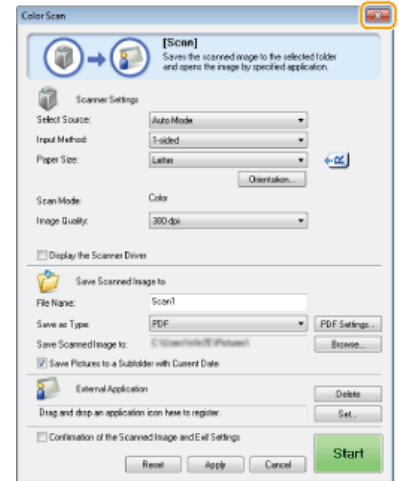 Color Scan
[Scan]
Saves the scanned image to the selected folder
and opens the image by specified application.
Scanner Settings
Select Source: Auto Mode
Input Method: 1-sided
Paper Size: Letter
Orientation...
Scan Mode: Color
Image Quality: 300 dpi
Display the Scanner Driver
Save Scanned Image to
File Name: Scan1
Save as Type: PDF PDF Settings...
Save Scanned Image to: Browse...
Save Pictures to a Subfolder with Current Date
External Application Delete
Drag and drop an application icon here to register. Set...
Confirmation of the Scanned Image and Exif Settings
Start
Reset Apply Cancel